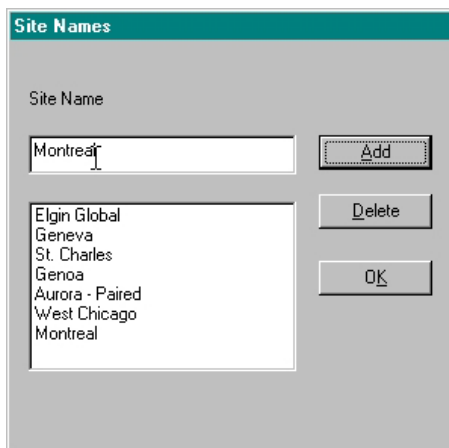 Site Names
Site Name
Montreal
Add
Elgin Global
Geneva
St. Charles
Genoa
Aurora - Paired
West Chicago
Montreal
Delete
OK